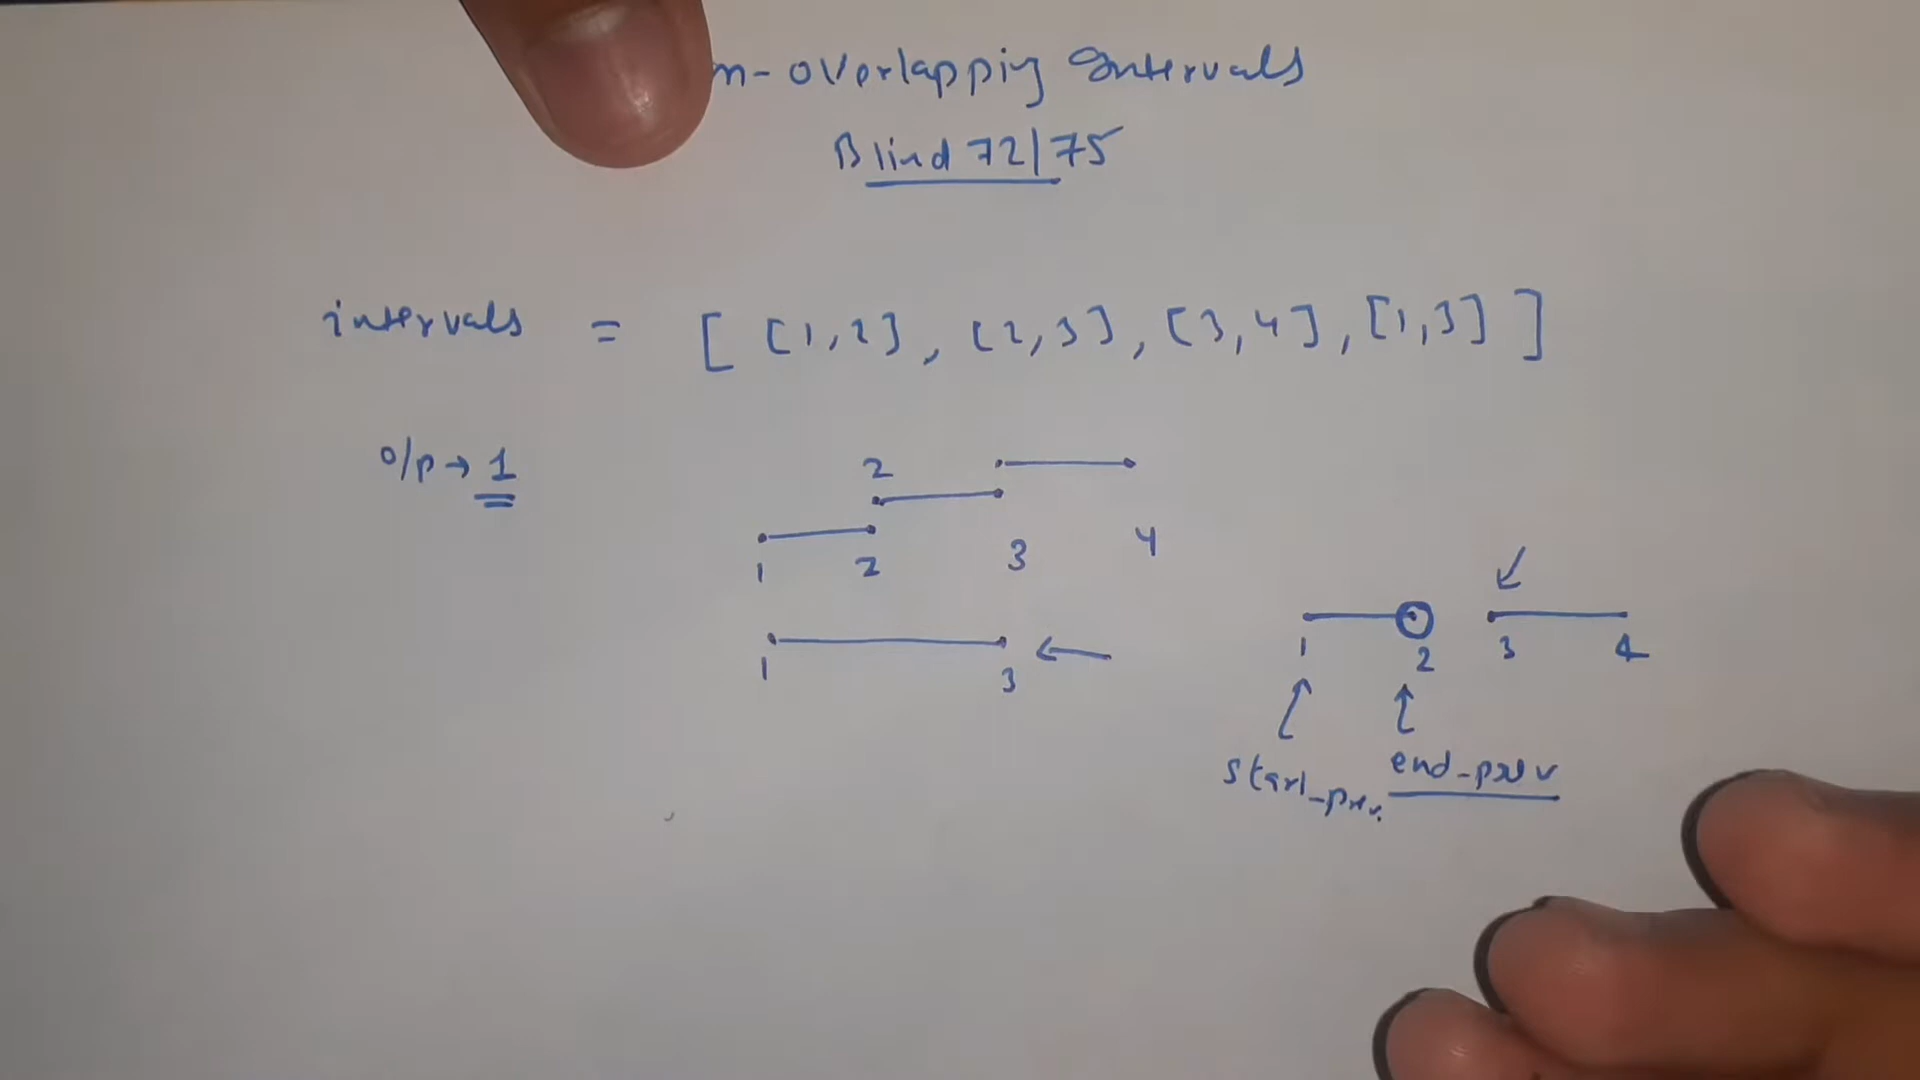 n-overlapping Intervals
Blind 72/75
intervals = [ [1,2], [2,3], [3,4], [1,3] ]
o/p → 1
2
1 2 3 4
1 3
1 2 3 4
start_prev. end_prev